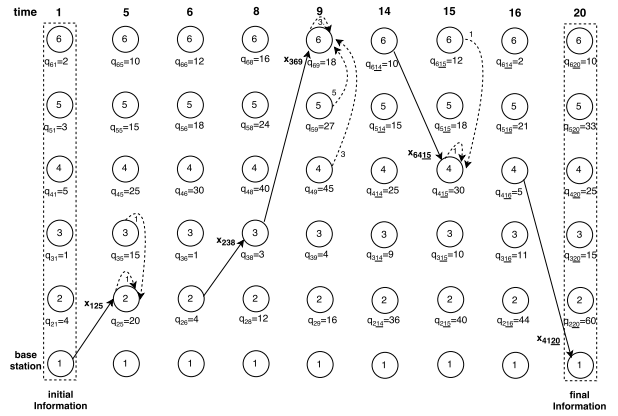 time 1 5 6 8 9 14 15 16 20
3 1
6 6 6 6 6 6 6 6 6
x369
q61=2 q65=10 q66=12 q68=16 q69=18 q614=10 q615=12 q614=2 q620=10
5 5 5 5 5 5 5 5 5
5
q51=3 q55=15 q56=18 q58=24 q59=27 q514=15 q515=18 q516=21 q520=33
3 x6415 1
4 4 4 4 4 4 4 4 4
q41=5 q45=25 q46=30 q48=40 q49=45 q414=25 q415=30 q416=5 q420=25
1
3 3 3 3 3 3 3 3 3
x238
q31=1 q35=15 q36=1 q38=3 q39=4 q314=9 q315=10 q316=11 q320=15
1
2 2 2 2 2 2 2 2 2
x125
q21=4 q25=20 q26=4 q28=12 q29=16 q214=36 q215=40 q216=44 q220=60
x4120
base
station
1 1 1 1 1 1 1 1 1
initial
Information
final
Information